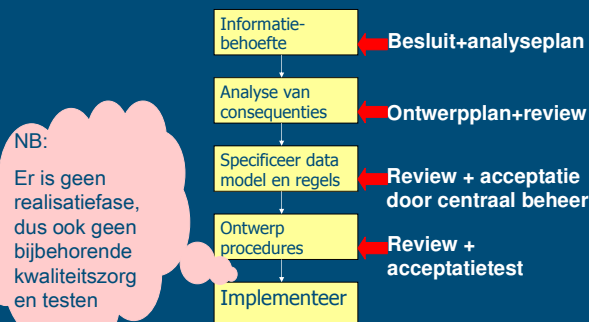 Informatie-
behoefte
Besluit+analyseplan
Analyse van
consequenties
Ontwerpplan+review
NB:
Er is geen
realisatiefase,
dus ook geen
bijbehorende
kwaliteitszorg
en testen
Specificeer data
model en regels
Review + acceptatie
door centraal beheer
Ontwerp
procedures
Review +
acceptatietest
Implementeer